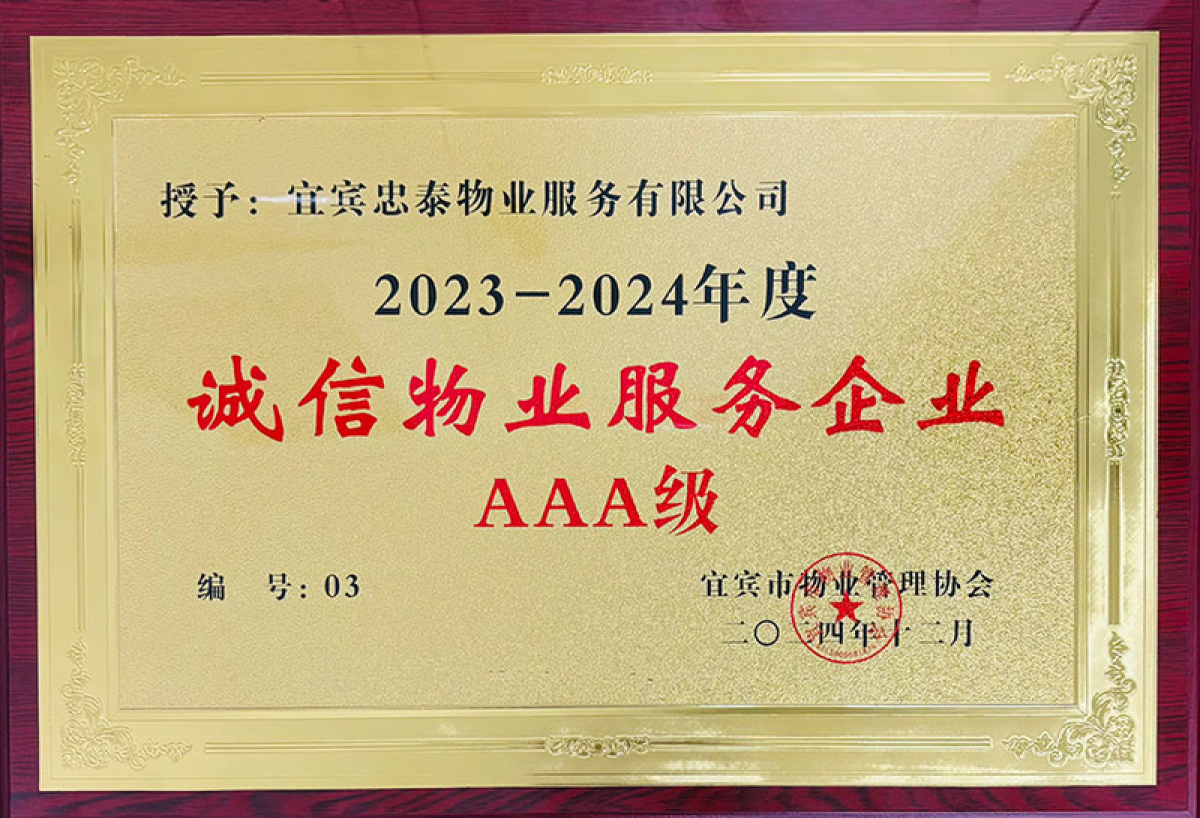 授予：宜宾忠泰物业服务有限公司
2023-2024年度
诚信物业服务企业
AAA级
编 号：03
宜宾市物业管理协会
二〇二四年十二月